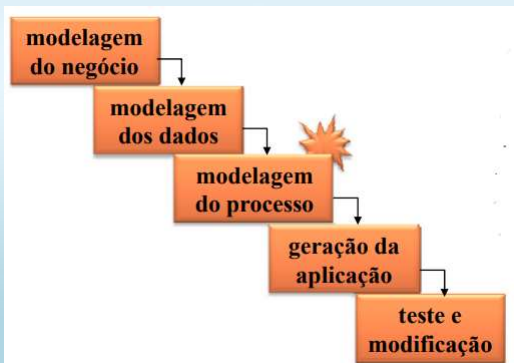 modelagem
do negócio
modelagem
dos dados
modelagem
do processo
geração da
aplicação
teste e
modificação